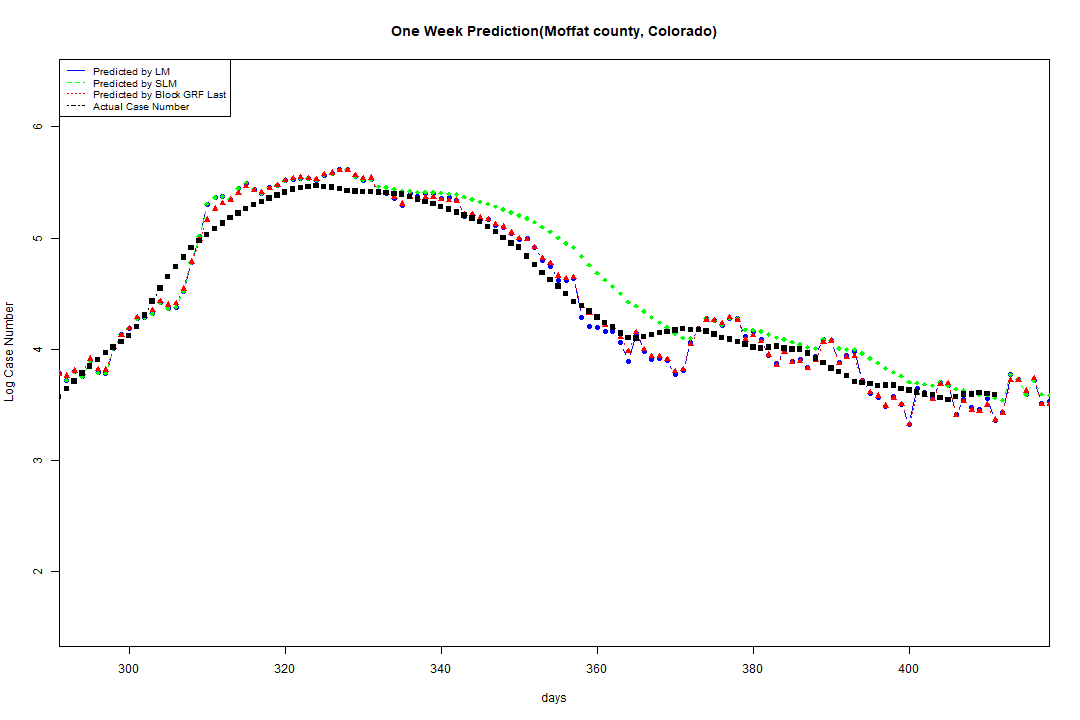 One Week Prediction(Moffat county, Colorado)
Predicted by LM
Predicted by SLM
Predicted by Block GRF Last
Actual Case Number
6
5
4
3
2
Log Case Number
300 320 340 360 380 400
days